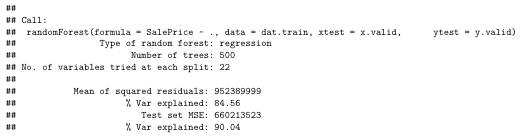 ##
## Call:
##  randomForest(formula = SalePrice ~ ., data = dat.train, xtest = x.valid,      ytest = y.valid)
##                Type of random forest: regression
##                      Number of trees: 500
## No. of variables tried at each split: 22
##
##           Mean of squared residuals: 952389999
##                     % Var explained: 84.56
##                        Test set MSE: 660213523
##                     % Var explained: 90.04